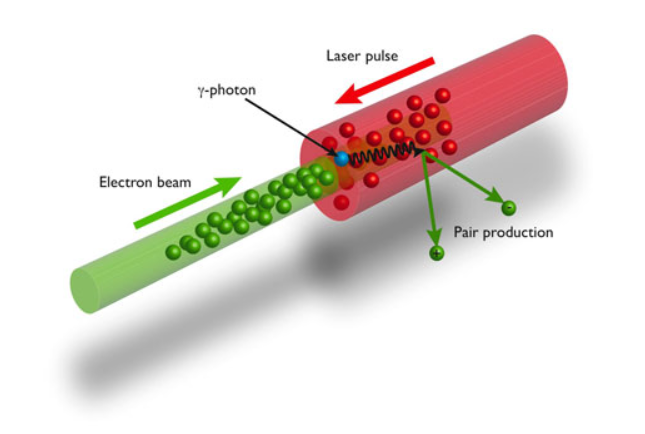 Laser pulse
γ-photon
Electron beam
Pair production
-
+